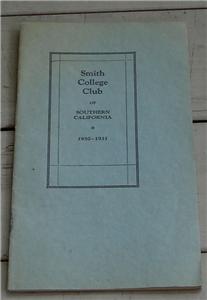 Smith
College
Club
OF
SOUTHERN
CALIFORNIA
1930-1931